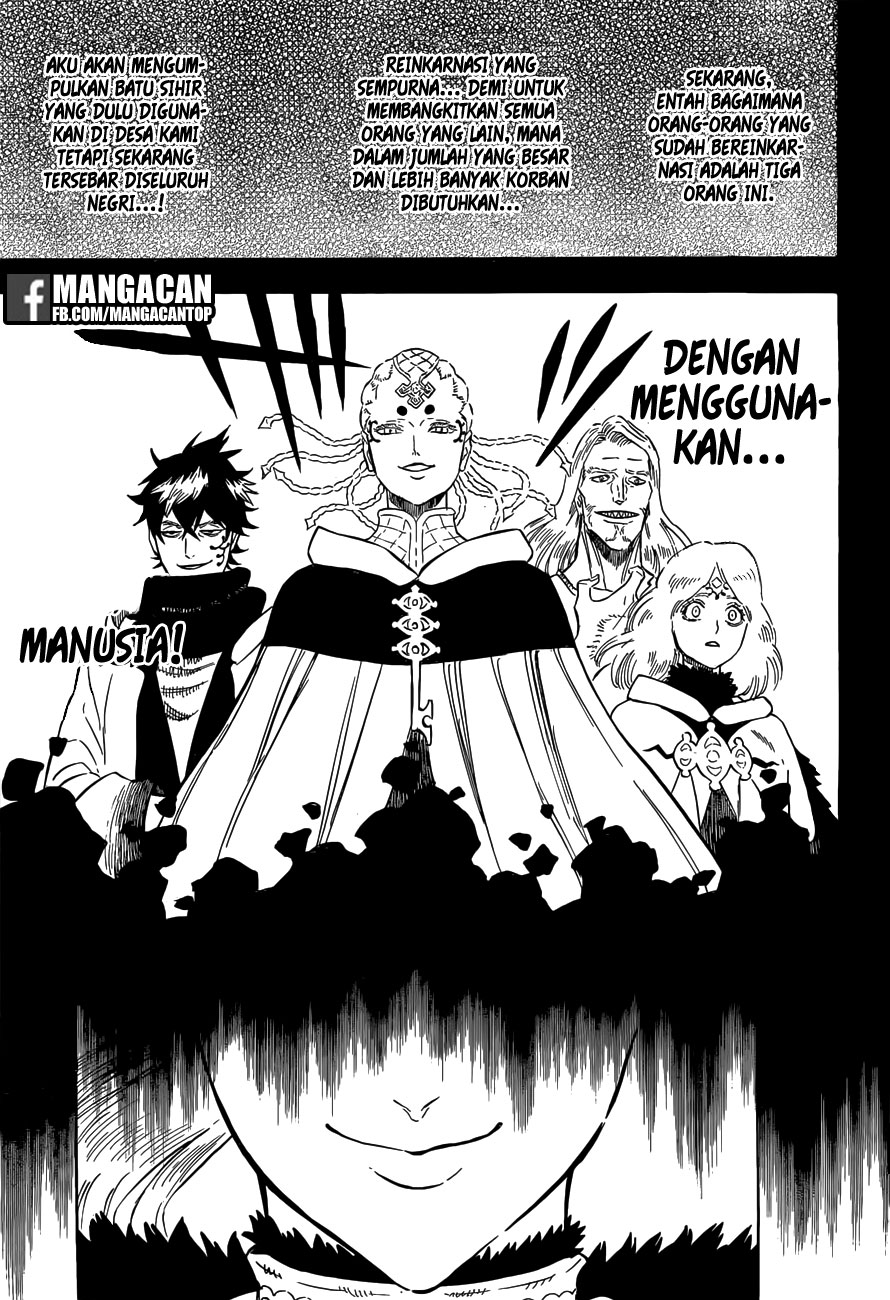 SEKARANG,
ENTAH BAGAIMANA
ORANG-ORANG YANG
SUDAH BEREINKAR-
NASI ADALAH TIGA
ORANG INI.
REINKARNASI YANG
SEMPURNA... DEMI UNTUK
MEMBANGKITKAN SEMUA
ORANG YANG LAIN, MANA
DALAM JUMLAH YANG BESAR
DAN LEBIH BANYAK KORBAN
DIBUTUHKAN...
AKU AKAN MENGUM-
PULKAN BATU SIHIR
YANG DULU DIGUNA-
KAN DI DESA KAMI
TETAPI SEKARANG
TERSEBAR DISELURUH
NEGRI...!
f MANGACAN
FB.COM/MANGACANTOP
DENGAN
MENGGUNA-
KAN...
MANUSIA!